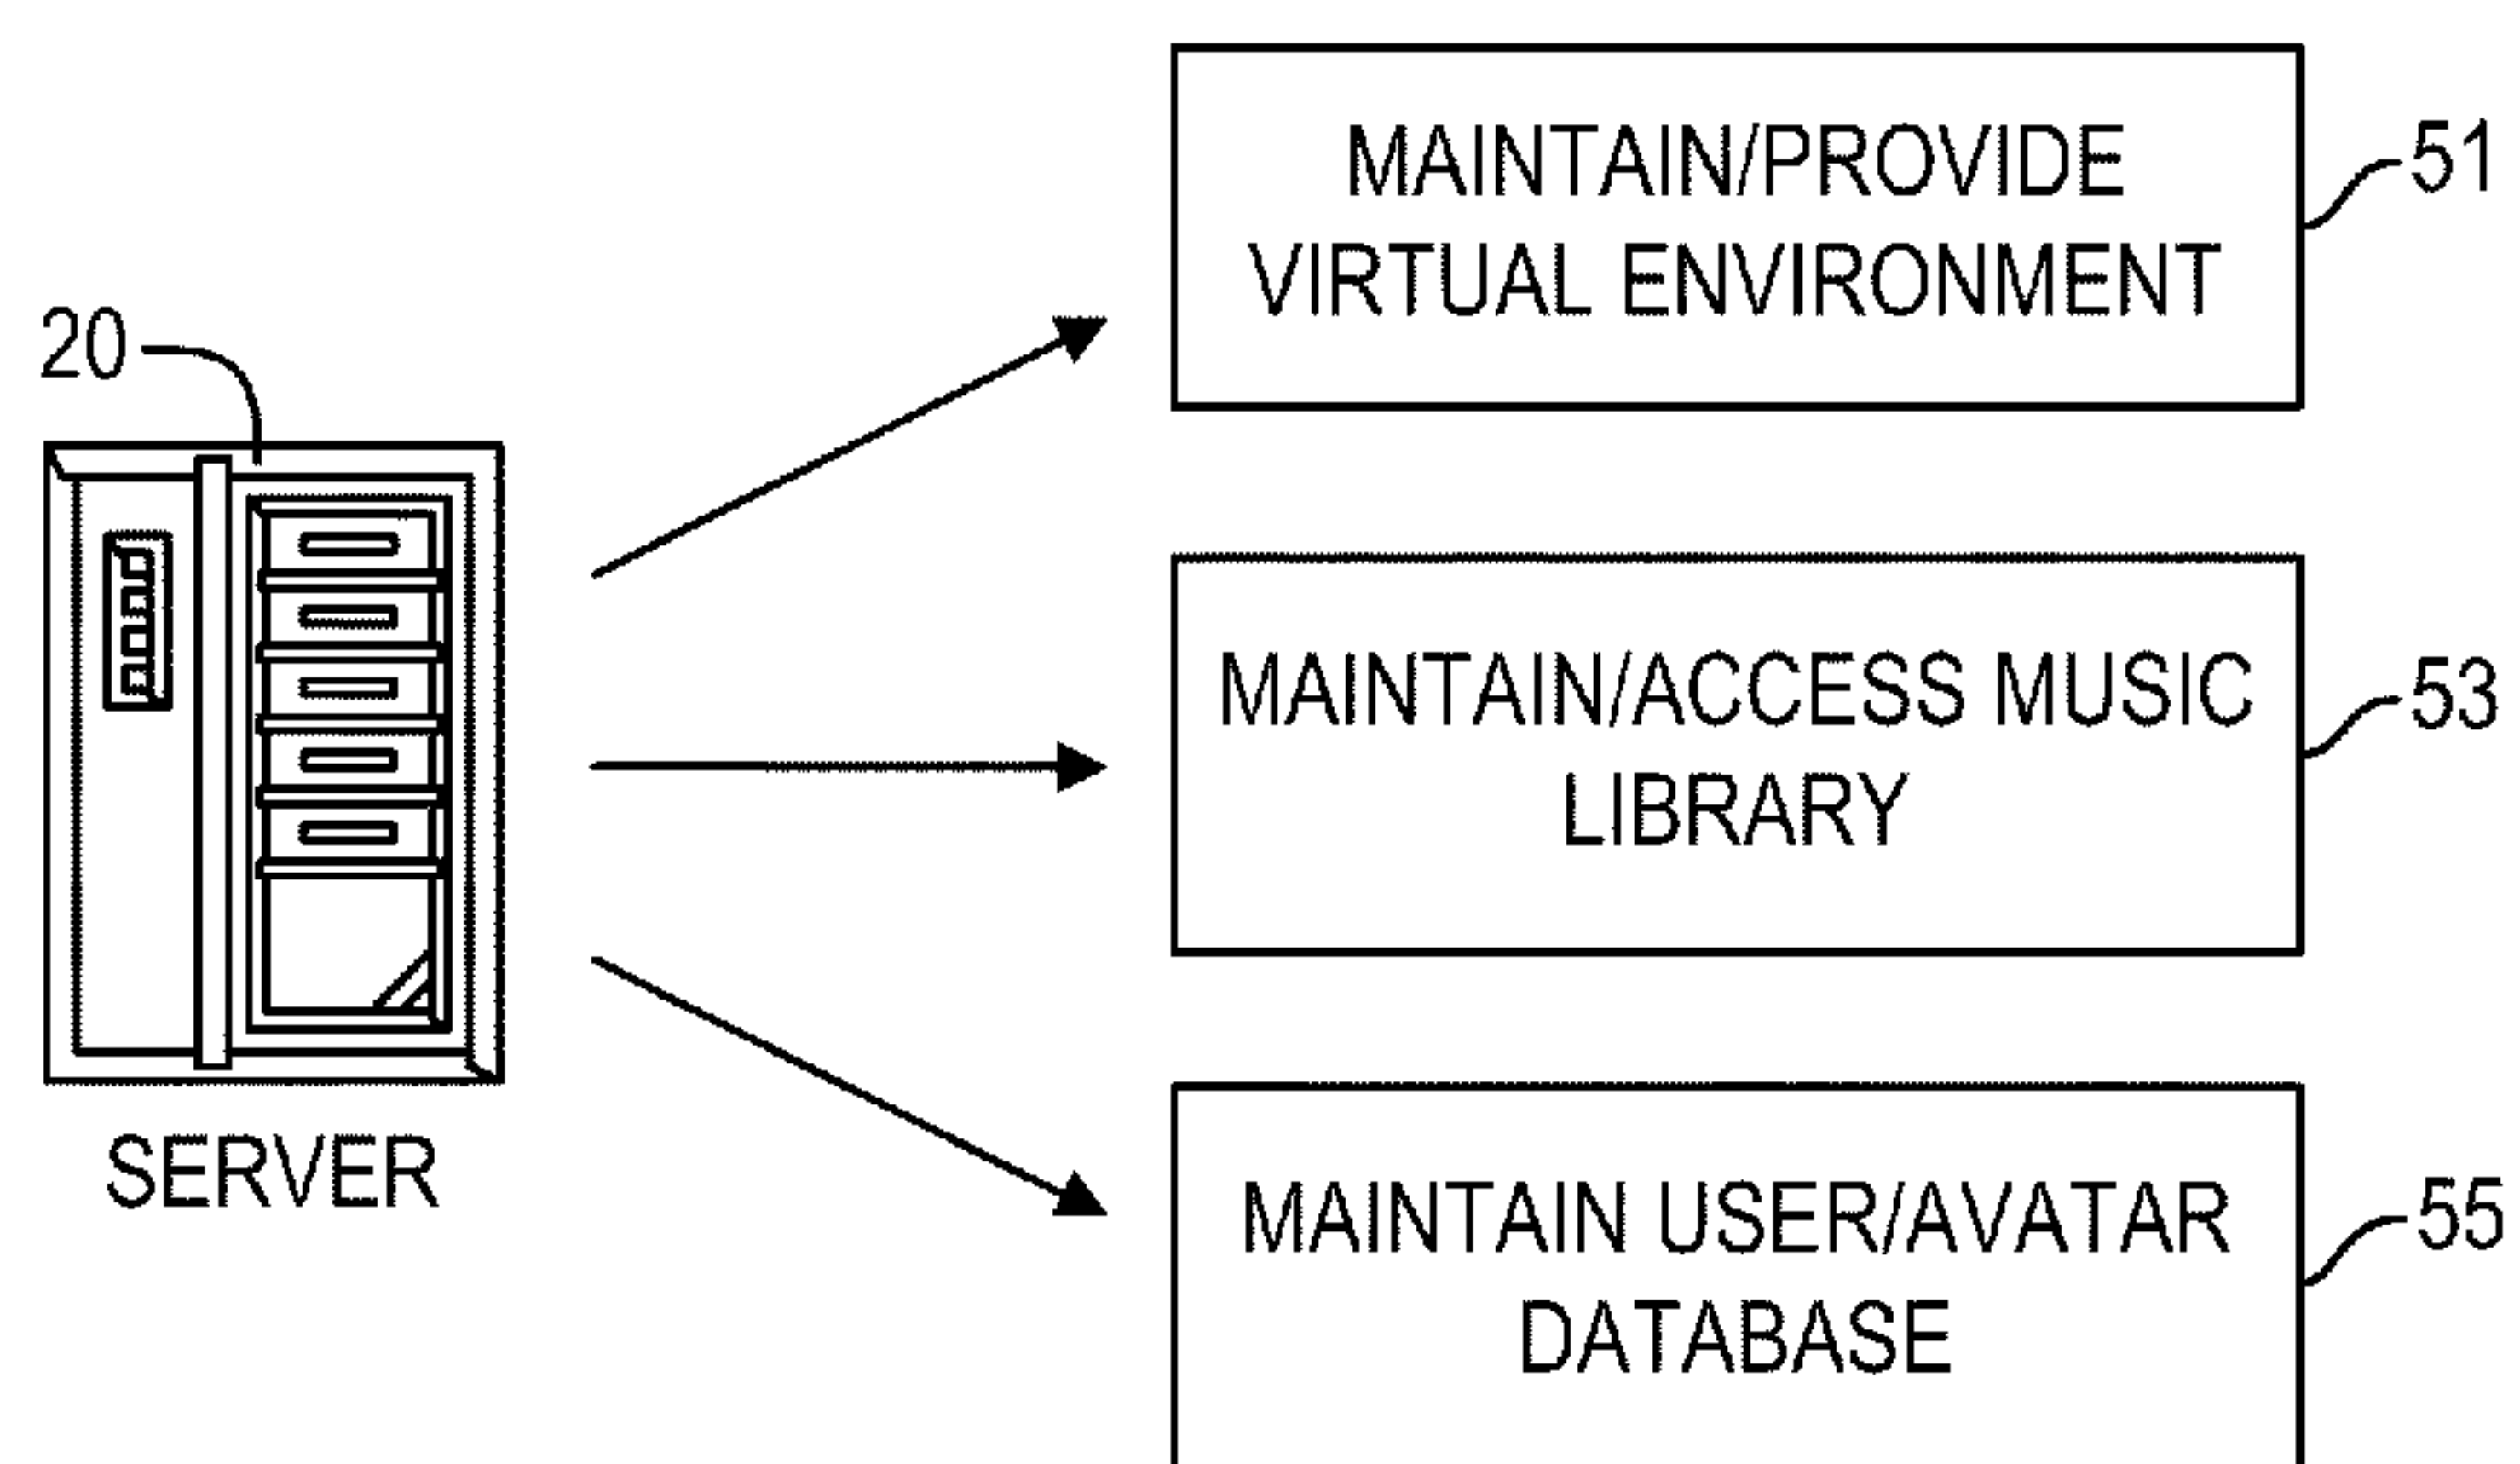 MAINTAIN/PROVIDE
VIRTUAL ENVIRONMENT
51
20
MAINTAIN/ACCESS MUSIC
LIBRARY
53
SERVER
MAINTAIN USER/AVATAR
DATABASE
55